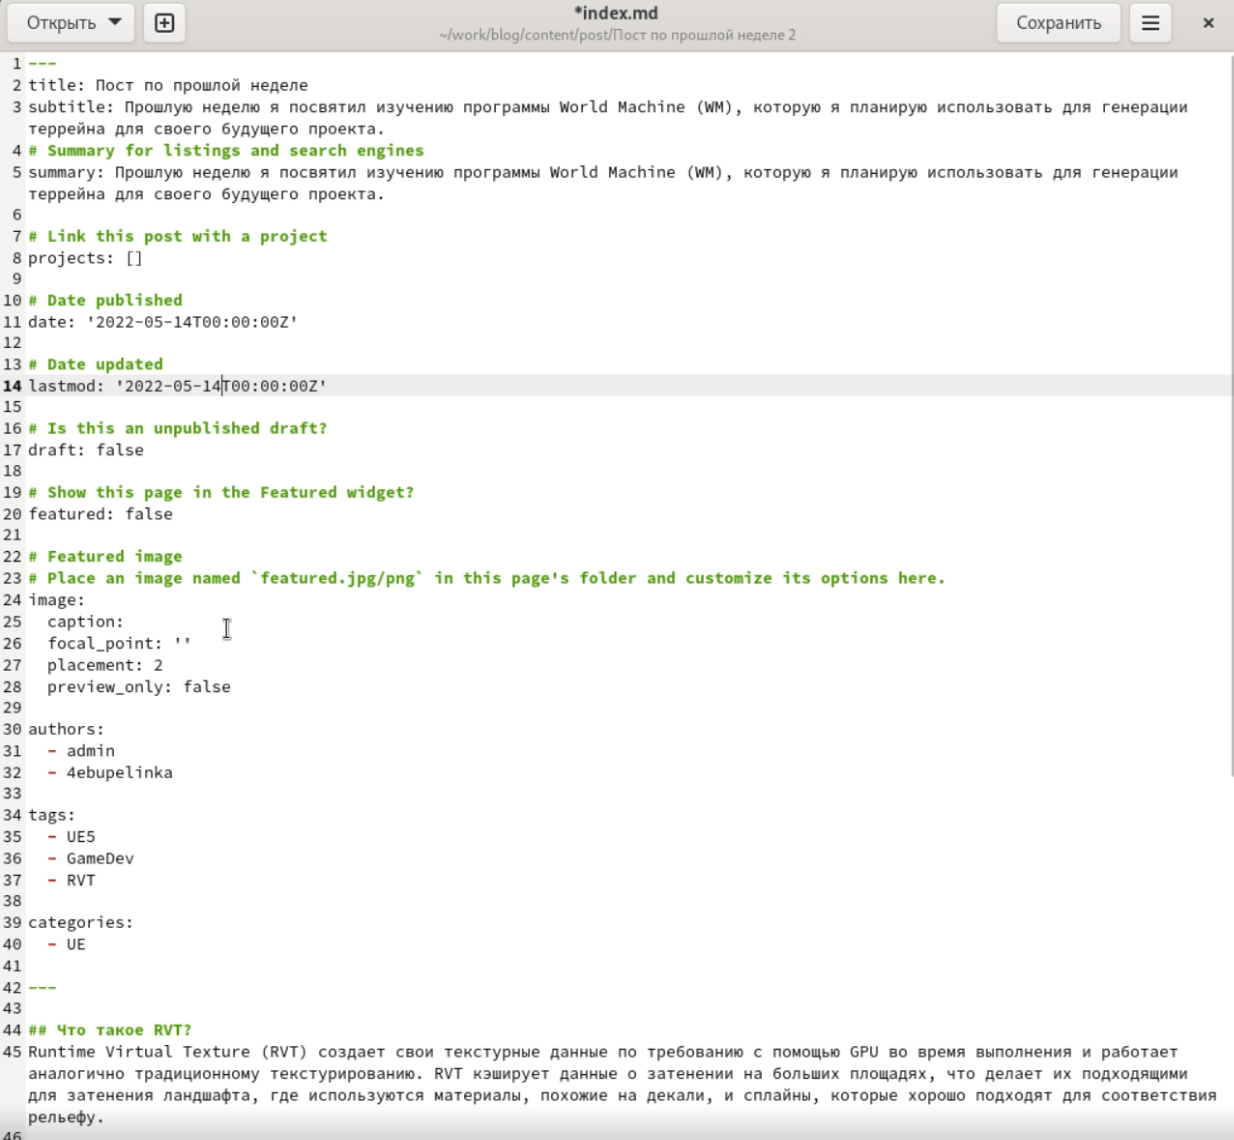 Открыть
*index.md
~/work/blog/content/post/Пост по прошлой неделе 2
Сохранить
1 ---
2 title: Пост по прошлой неделе
3 subtitle: Прошлую неделю я посвятил изучению программы World Machine (WM), которую я планирую использовать для генерации
террейна для своего будущего проекта.
4 # Summary for listings and search engines
5 summary: Прошлую неделю я посвятил изучению программы World Machine (WM), которую я планирую использовать для генерации
террейна для своего будущего проекта.
6
7 # Link this post with a project
8 projects: []
9
10 # Date published
11 date: '2022-05-14T00:00:00Z'
12
13 # Date updated
14 lastmod: '2022-05-14T00:00:00Z'
15
16 # Is this an unpublished draft?
17 draft: false
18
19 # Show this page in the Featured widget?
20 featured: false
21
22 # Featured image
23 # Place an image named `featured.jpg/png` in this page's folder and customize its options here.
24 image:
25   caption:
26   focal_point: ''
27   placement: 2
28   preview_only: false
29
30 authors:
31   - admin
32   - 4ebupelinka
33
34 tags:
35   - UE5
36   - GameDev
37   - RVT
38
39 categories:
40   - UE
41
42 ---
43
44 ## Что такое RVT?
45 Runtime Virtual Texture (RVT) создает свои текстурные данные по требованию с помощью GPU во время выполнения и работает
аналогично традиционному текстурированию. RVT кэширует данные о затенении на больших площадях, что делает их подходящими
для затенения ландшафта, где используются материалы, похожие на декали, и сплайны, которые хорошо подходят для соответствия
рельефу.
46